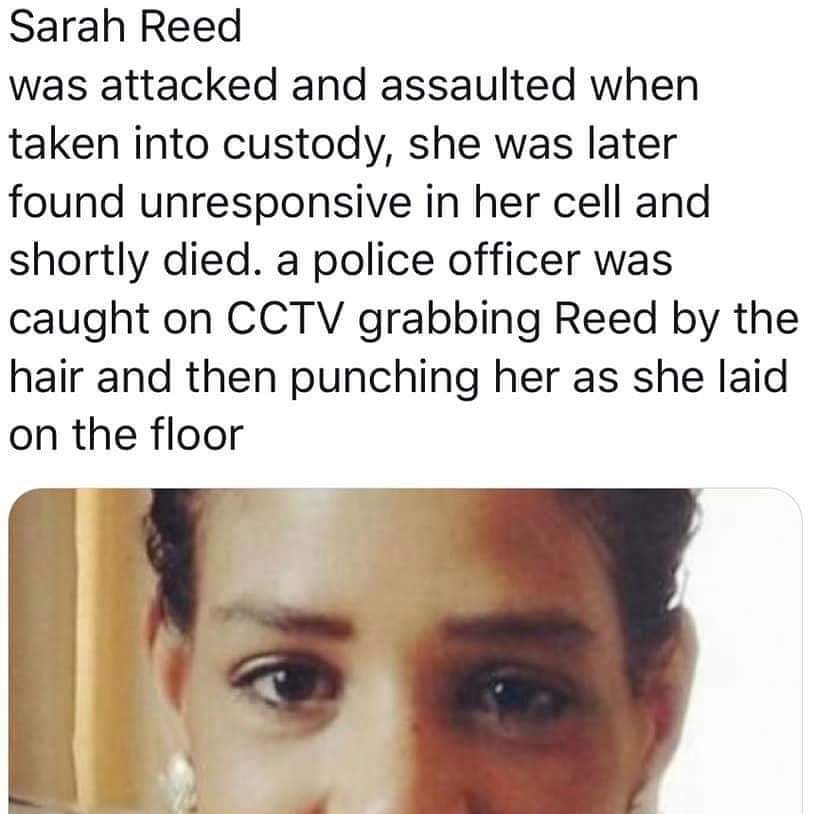 Sarah Reed
was attacked and assaulted when
taken into custody, she was later
found unresponsive in her cell and
shortly died. a police officer was
caught on CCTV grabbing Reed by the
hair and then punching her as she laid
on the floor